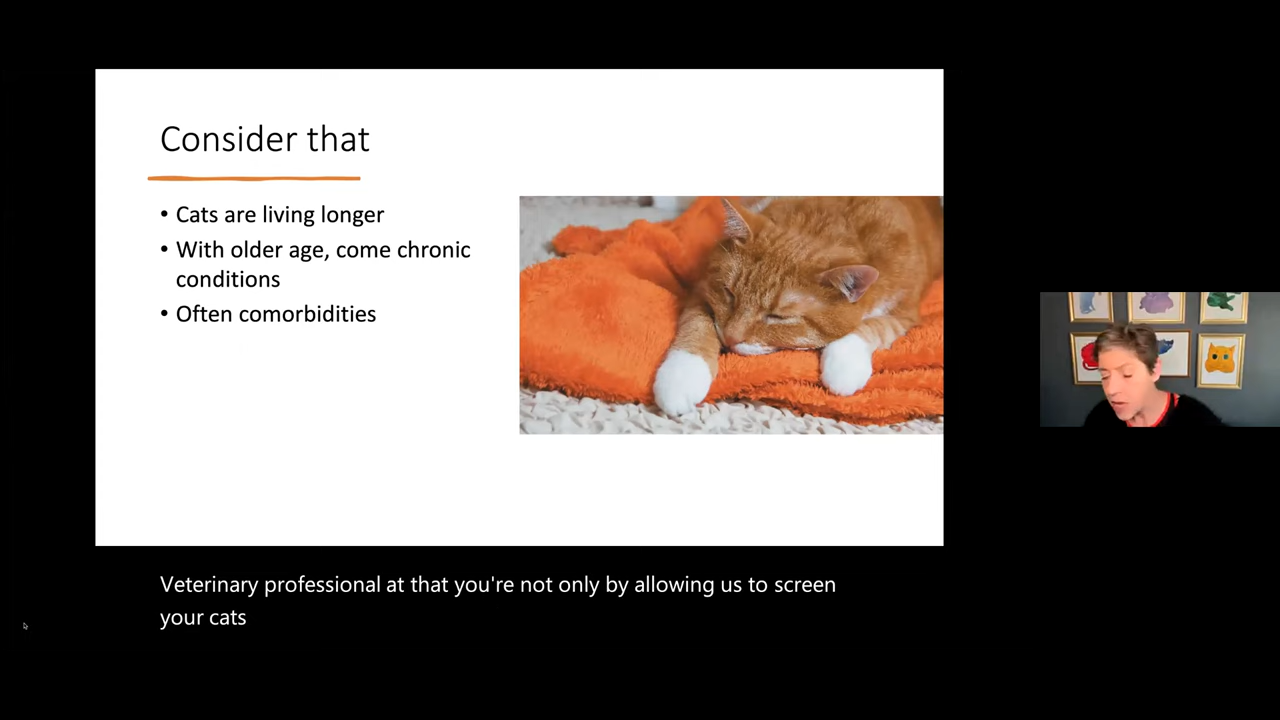 Consider that
• Cats are living longer
• With older age, come chronic
conditions
• Often comorbidities
Veterinary professional at that you're not only by allowing us to screen
your cats